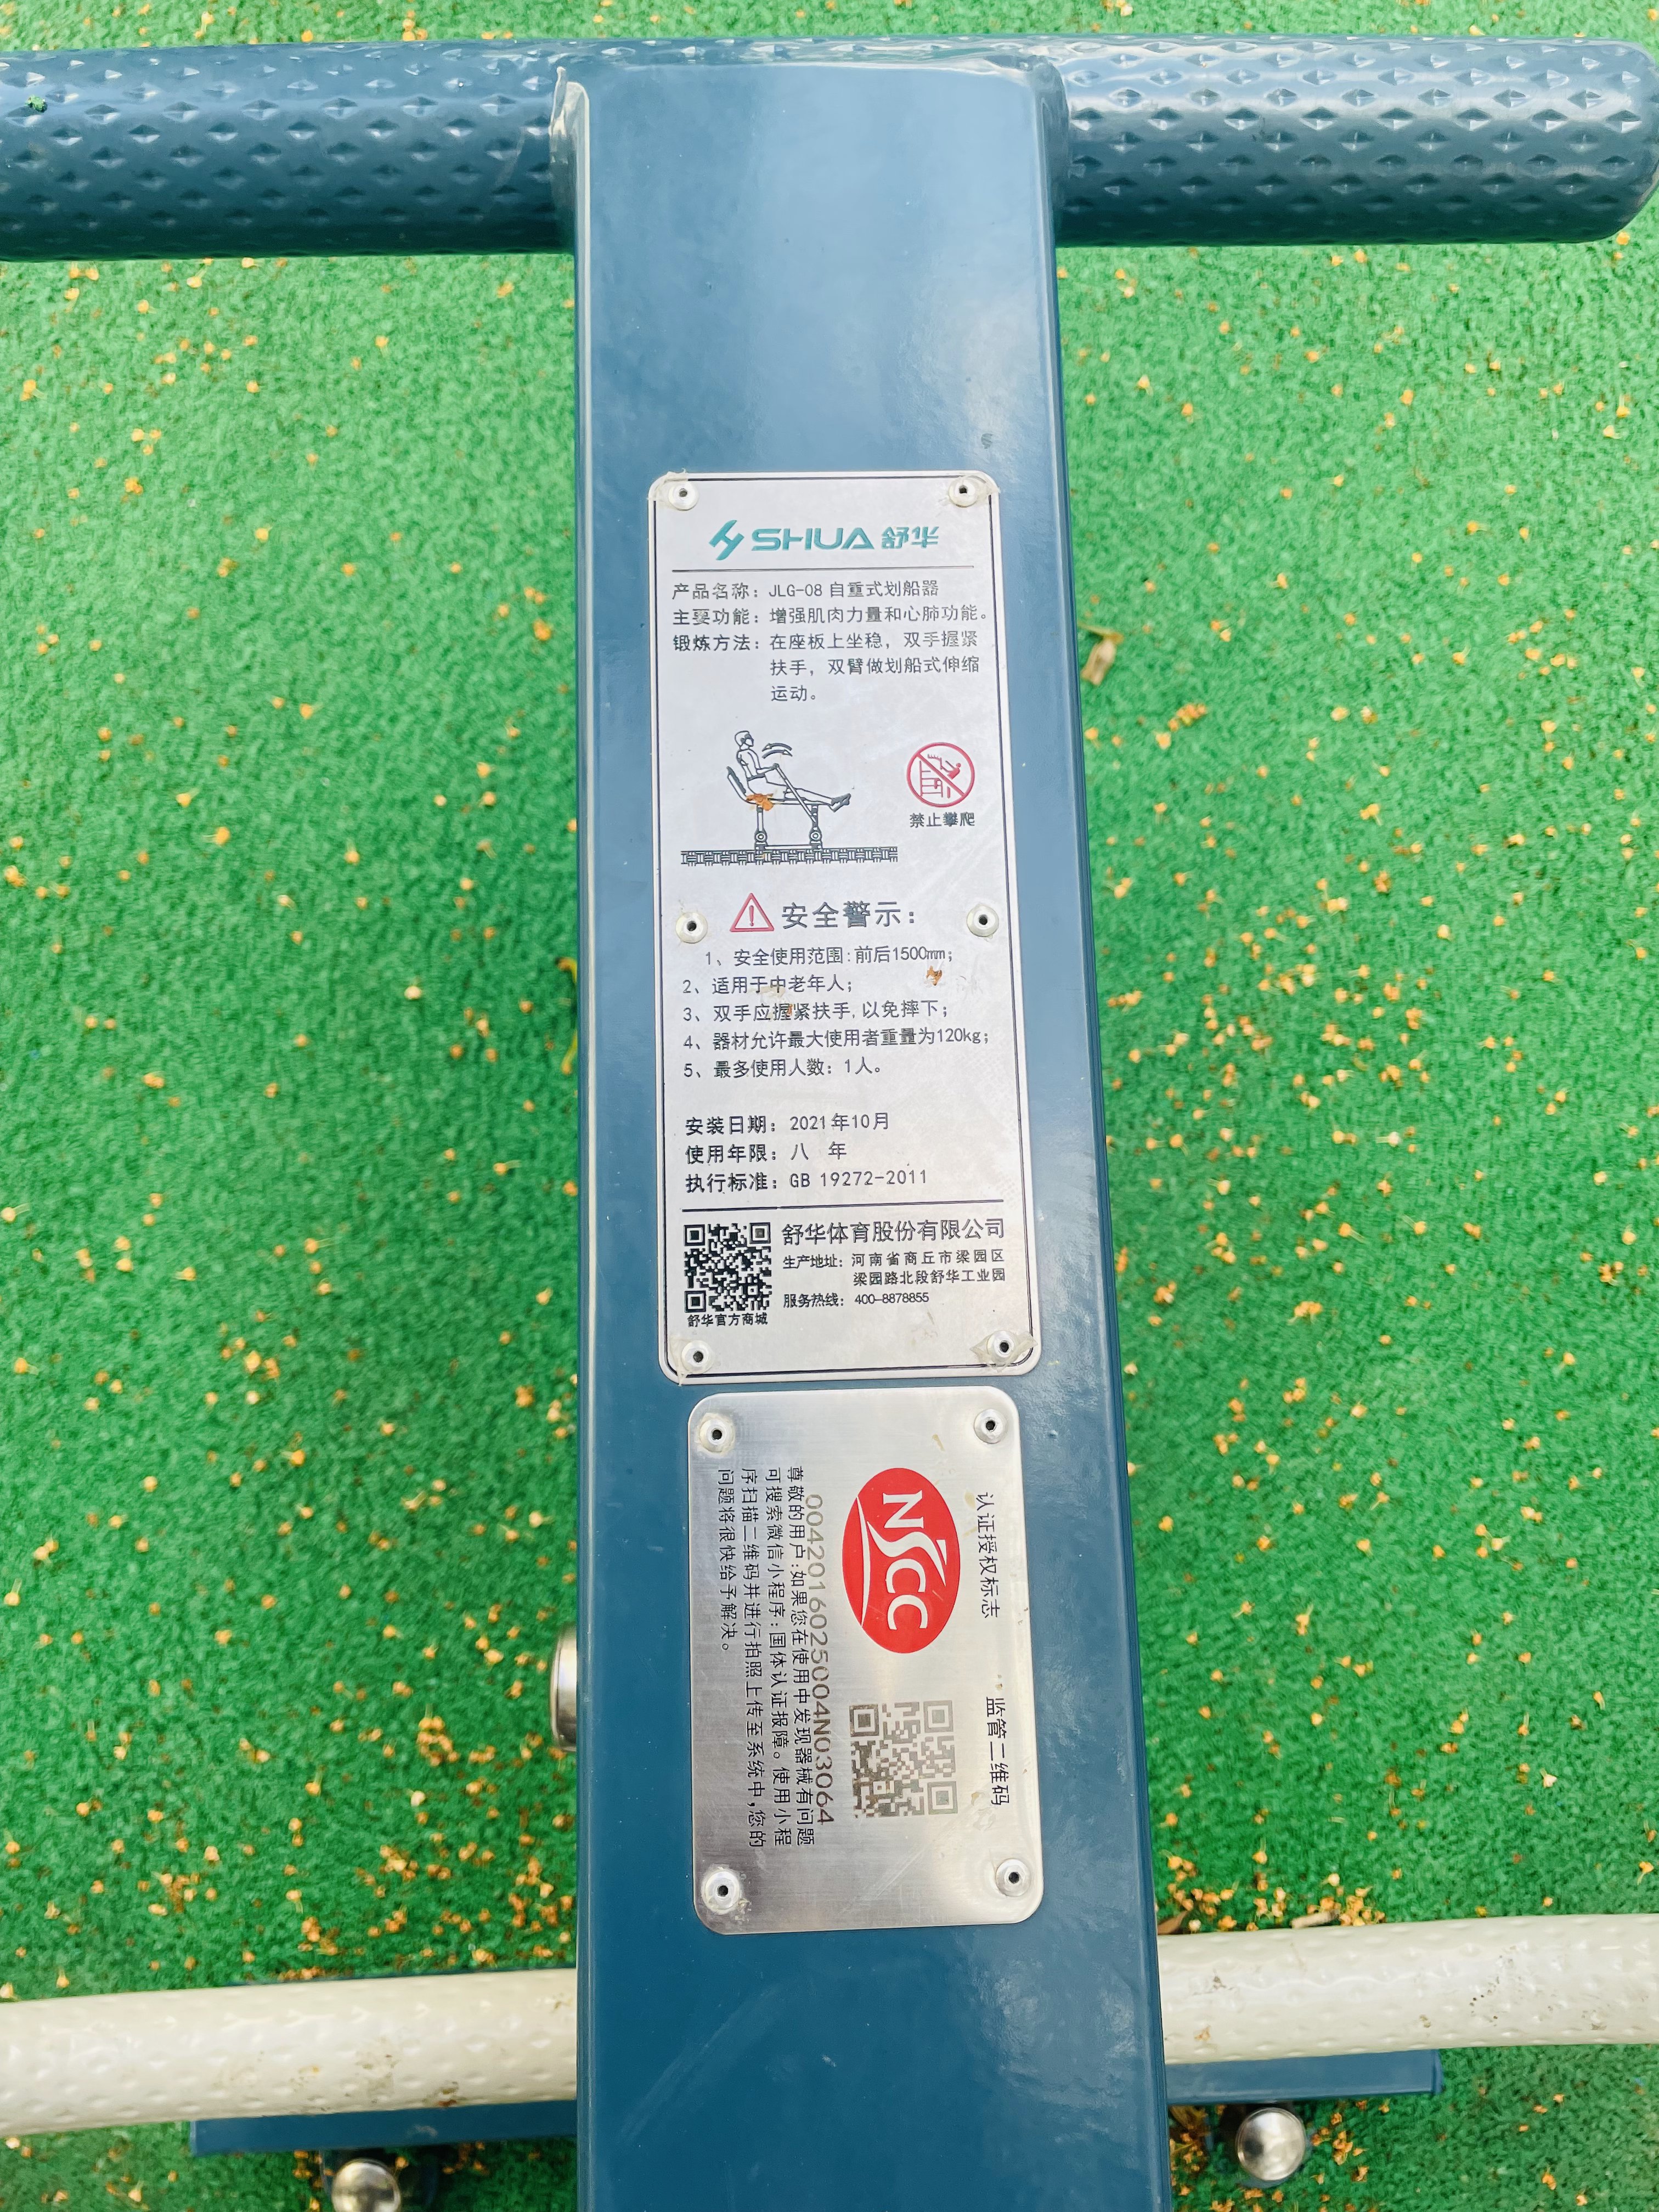 SHUA 舒华
产品名称：JLG-08 自重式划船器
主要功能：增强肌肉力量和心肺功能。
锻炼方法：在座板上坐稳，双手握紧
扶手，双臂做划船式伸缩
运动。
禁止攀爬
安全警示：
1、安全使用范围:前后1500mm；
2、适用于中老年人；
3、双手应握紧扶手,以免摔下；
4、器材允许最大使用者重量为120kg；
5、最多使用人数：1人。
安装日期：2021年10月
使用年限：八 年
执行标准：GB 19272-2011
舒华体育股份有限公司
生产地址：河南省商丘市梁园区
梁园路北段舒华工业园
服务热线：400-8878855
舒华官方商城
认证授权标志 监管二维码
NSCC
0042016025004N03064
尊敬的用户:如果您在使用中发现器械有问题
可搜索微信小程序:国体认证报障。使用小程
序扫描二维码并进行拍照上传至系统中,您的
问题将很快给予解决。